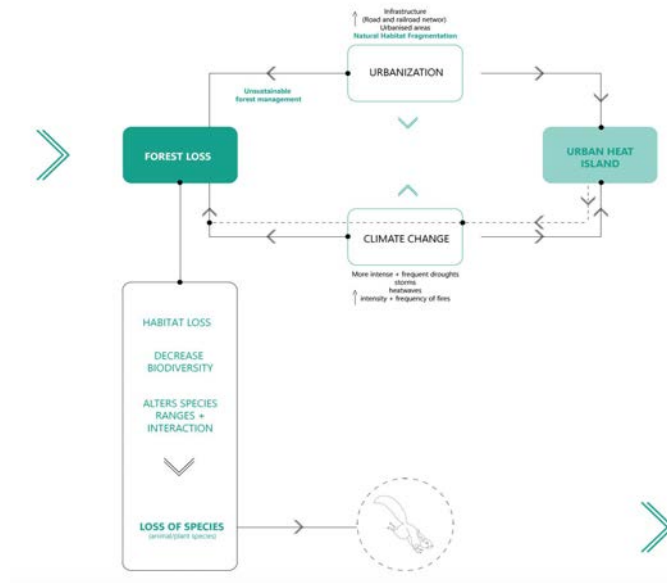 Infrastructure
(Road and railroad networ)
Urbanised areas
Natural Habitat Fragmentation
URBANIZATION
Unsustainable
forest management
FOREST LOSS
URBAN HEAT
ISLAND
CLIMATE CHANGE
More intense + frequent droughts
storms
heatwaves
intensity + frequency of fires
HABITAT LOSS
DECREASE
BIODIVERSITY
ALTERS SPECIES
RANGES +
INTERACTION
LOSS OF SPECIES
(animal/plant species)